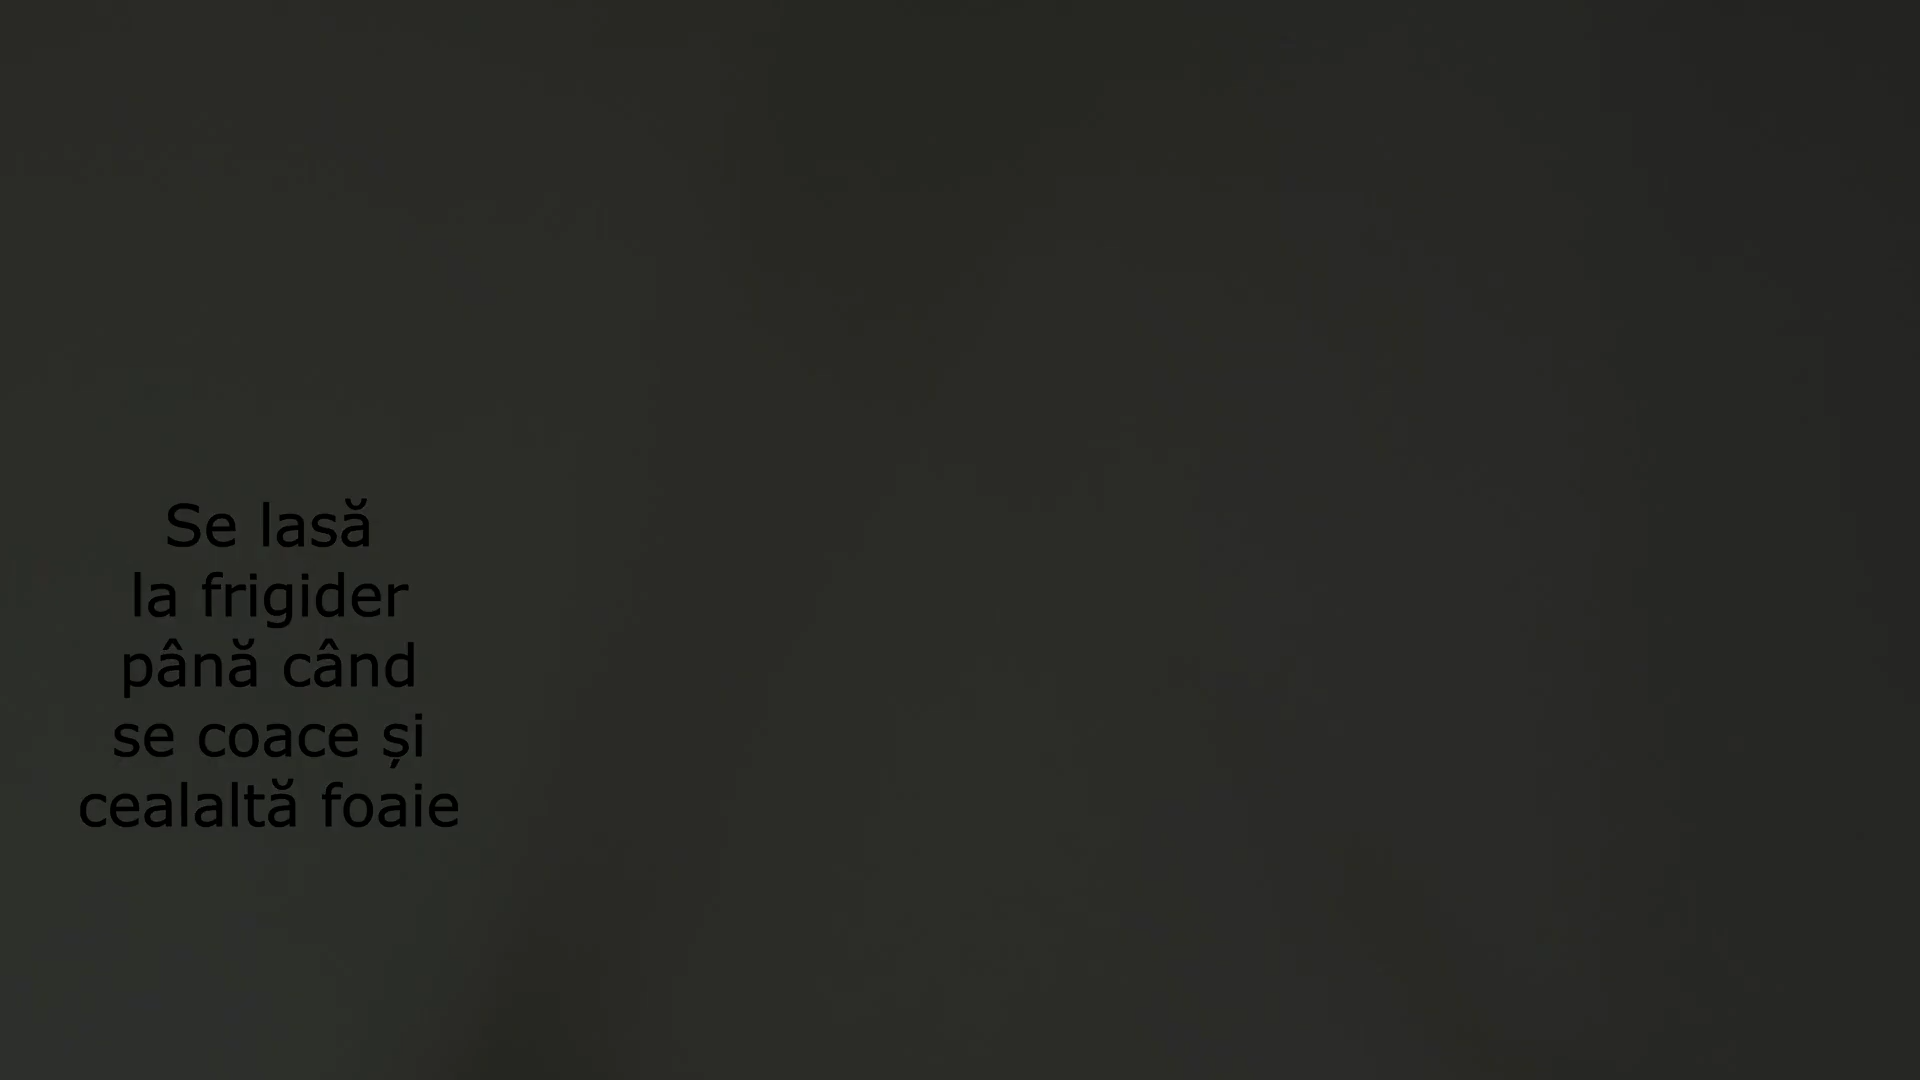 Se lasă
la frigider
până când
se coace și
cealaltă foaie